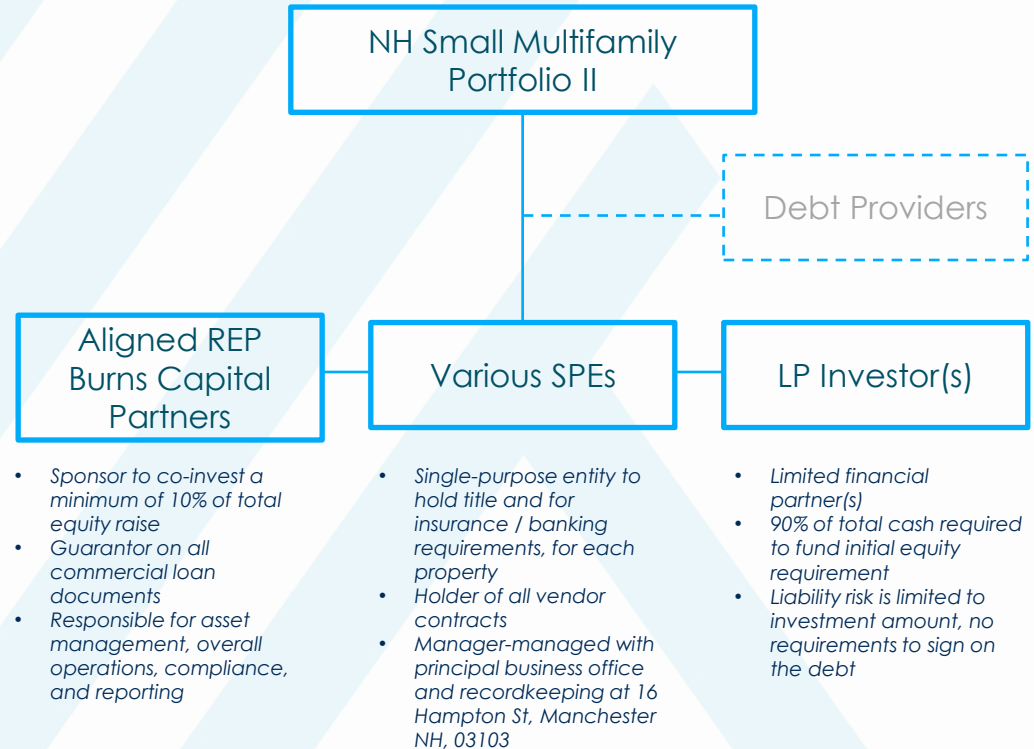 NH Small Multifamily
Portfolio II
Debt Providers
Aligned REP
Burns Capital
Partners
Various SPEs
LP Investor(s)
• Sponsor to co-invest a
minimum of 10% of total
equity raise
• Guarantor on all
commercial loan
documents
• Responsible for asset
management, overall
operations, compliance,
and reporting
• Single-purpose entity to
hold title and for
insurance / banking
requirements, for each
property
• Holder of all vendor
contracts
• Manager-managed with
principal business office
and recordkeeping at 16
Hampton St, Manchester
NH, 03103
• Limited financial
partner(s)
• 90% of total cash required
to fund initial equity
requirement
• Liability risk is limited to
investment amount, no
requirements to sign on
the debt